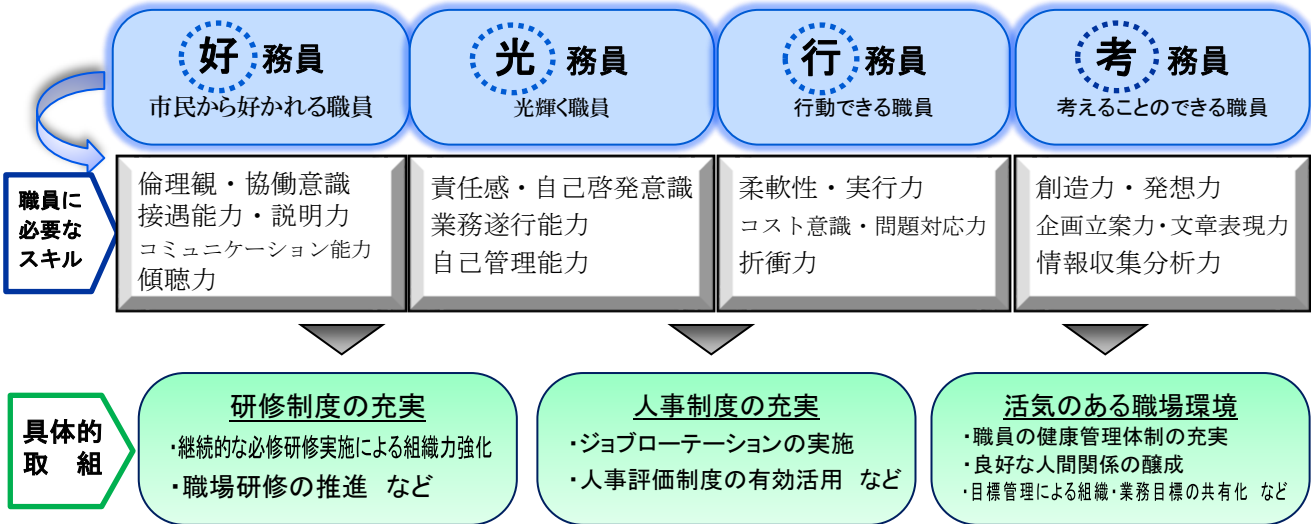 好務員
市民から好かれる職員
光務員
光輝く職員
行務員
行動できる職員
考務員
考えることのできる職員
職員に
必要な
スキル
倫理観・協働意識
接遇能力・説明力
コミュニケーション能力
傾聴力
責任感・自己啓発意識
業務遂行能力
自己管理能力
柔軟性・実行力
コスト意識・問題対応力
折衝力
創造力・発想力
企画立案力・文章表現力
情報収集分析力
具体的
取 組
研修制度の充実
・継続的な必修研修実施による組織力強化
・職場研修の推進 など
人事制度の充実
・ジョブローテーションの実施
・人事評価制度の有効活用 など
活気のある職場環境
・職員の健康管理体制の充実
・良好な人間関係の醸成
・目標管理による組織・業務目標の共有化 など